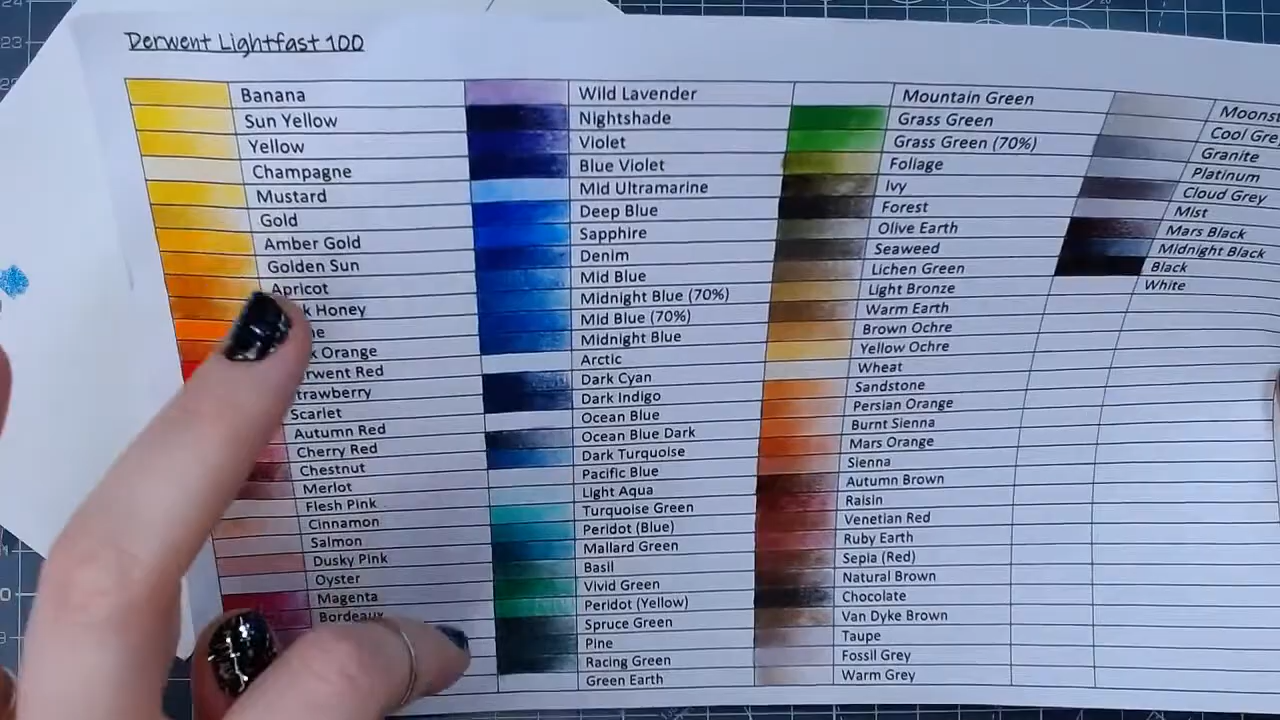 Derwent Lightfast 100
Banana
Sun Yellow
Yellow
Champagne
Mustard
Gold
Amber Gold
Golden Sun
Apricot
Honey
Orange
Red
Scarlet
Autumn Red
Cherry Red
Chestnut
Merlot
Flesh Pink
Cinnamon
Salmon
Dusky Pink
Oyster
Magenta
Bordeaux
Wild Lavender
Nightshade
Violet
Blue Violet
Mid Ultramarine
Deep Blue
Sapphire
Denim
Mid Blue
Midnight Blue (70%)
Mid Blue (70%)
Midnight Blue
Arctic
Dark Cyan
Dark Indigo
Ocean Blue
Ocean Blue Dark
Dark Turquoise
Pacific Blue
Light Aqua
Turquoise Green
Peridot (Blue)
Mallard Green
Basil
Vivid Green
Peridot (Yellow)
Spruce Green
Pine
Racing Green
Green Earth
Mountain Green
Grass Green
Grass Green (70%)
Foliage
Ivy
Forest
Olive Earth
Seaweed
Lichen Green
Light Bronze
Warm Earth
Brown Ochre
Yellow Ochre
Wheat
Sandstone
Persian Orange
Burnt Sienna
Mars Orange
Sienna
Autumn Brown
Raisin
Venetian Red
Ruby Earth
Sepia (Red)
Natural Brown
Chocolate
Van Dyke Brown
Taupe
Fossil Grey
Warm Grey
Moonst
Cool Gre
Granite
Platinum
Cloud Grey
Mist
Mars Black
Midnight Black
Black
White